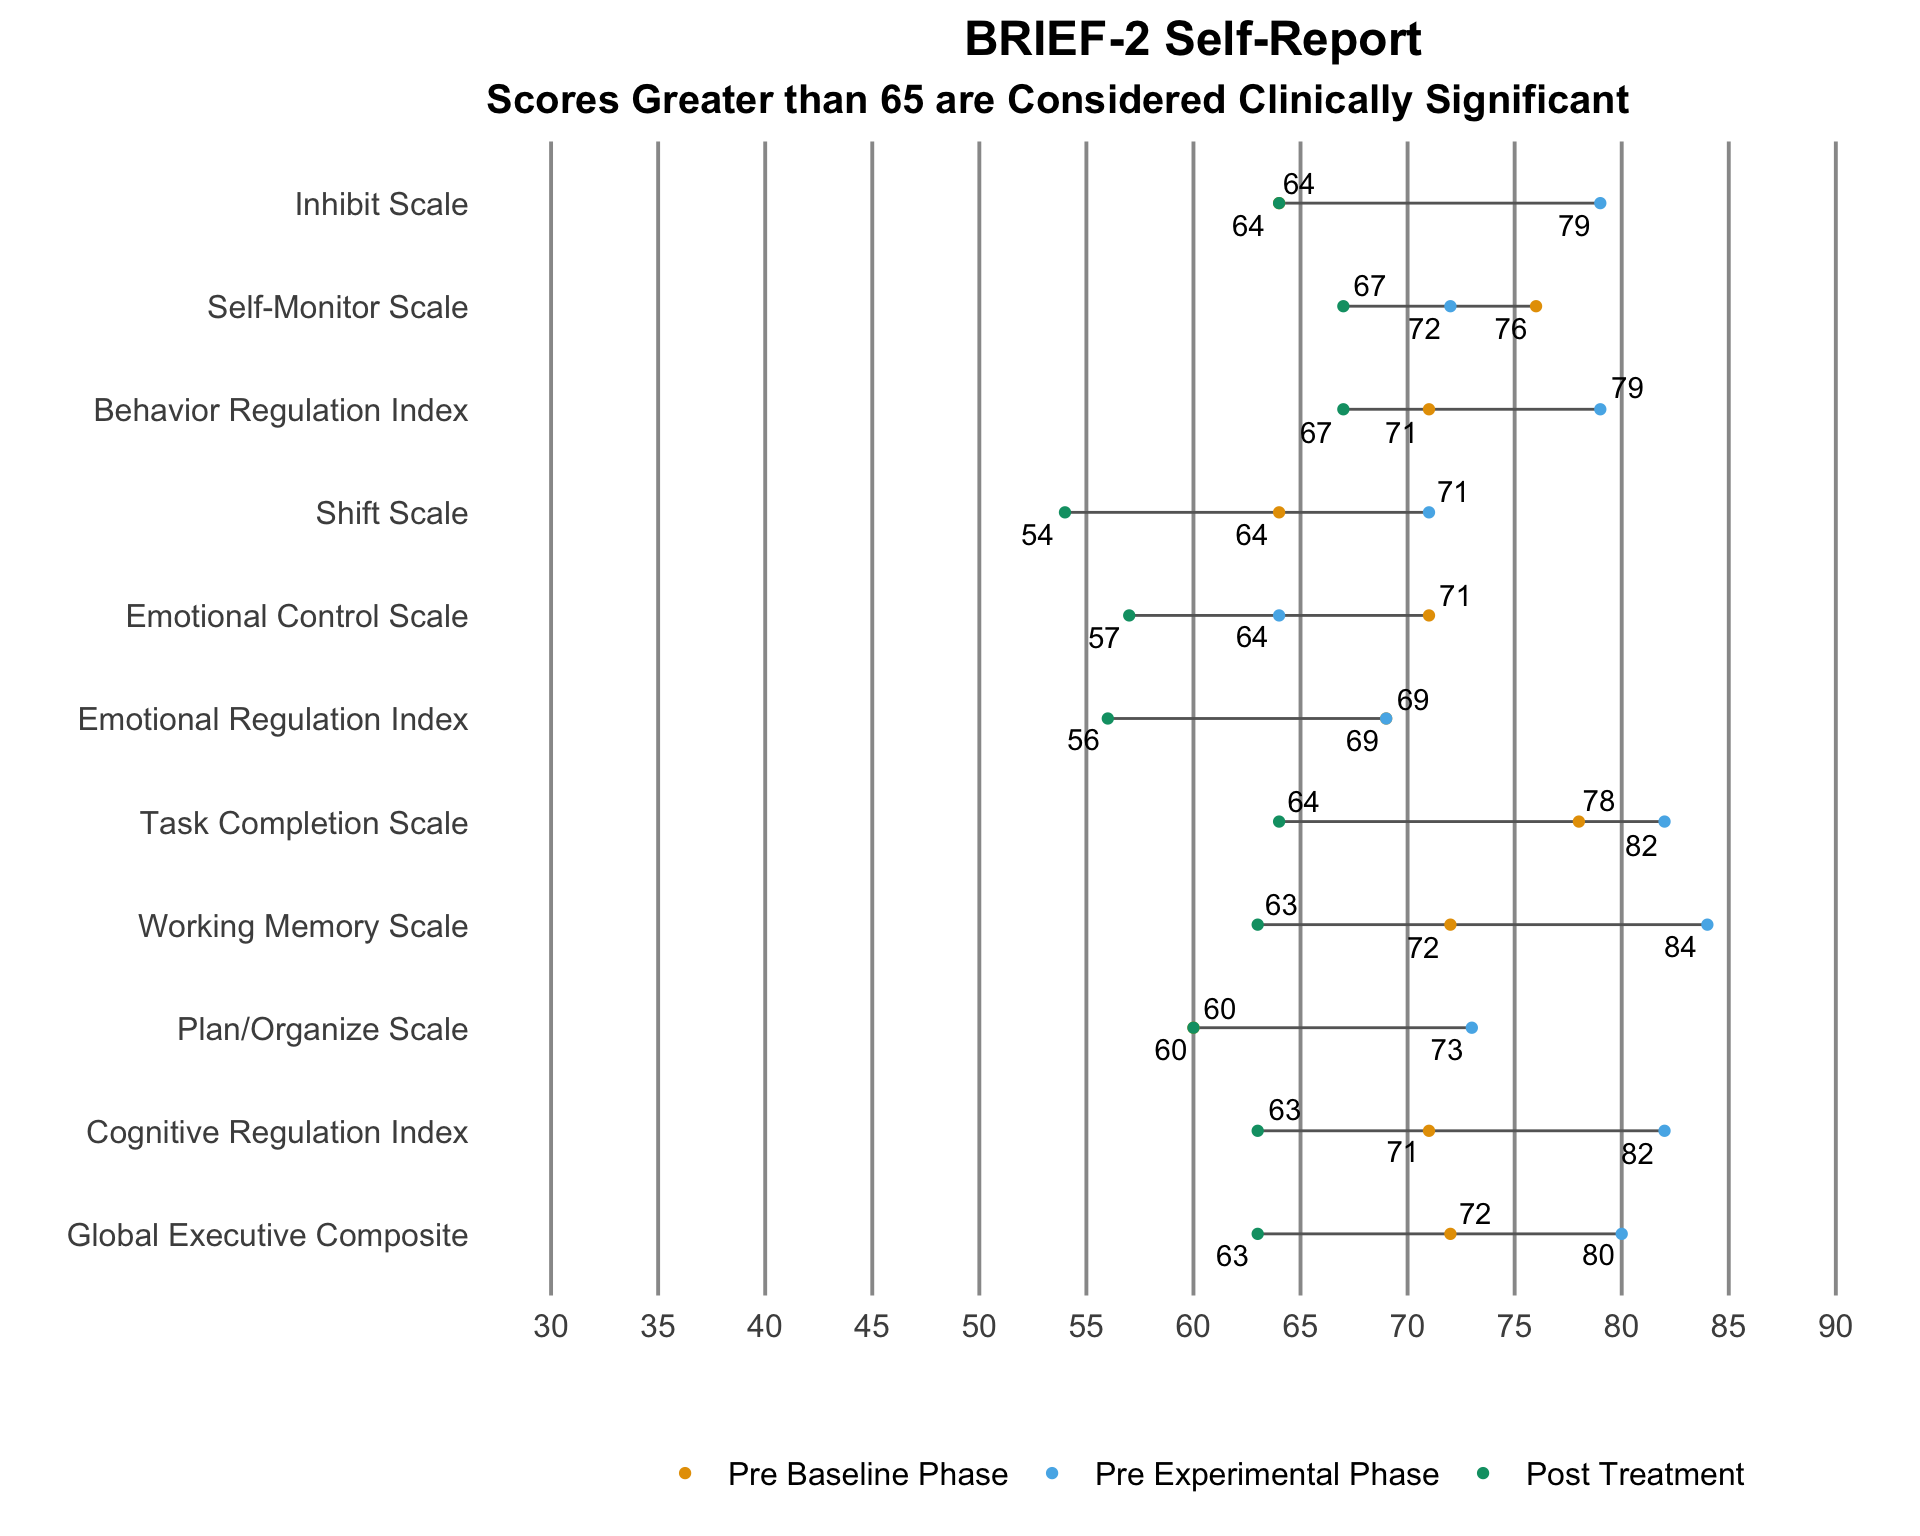 BRIEF-2 Self-Report
Scores Greater than 65 are Considered Clinically Significant
Inhibit Scale
64
64
79
Self-Monitor Scale
67
72
76
Behavior Regulation Index
79
67
71
Shift Scale
71
54
64
Emotional Control Scale
71
57
64
Emotional Regulation Index
69
56
69
Task Completion Scale
64
78
82
Working Memory Scale
63
72
84
Plan/Organize Scale
60
60
73
Cognitive Regulation Index
63
71
82
Global Executive Composite
72
63
80
30 35 40 45 50 55 60 65 70 75 80 85 90
Pre Baseline Phase Pre Experimental Phase Post Treatment